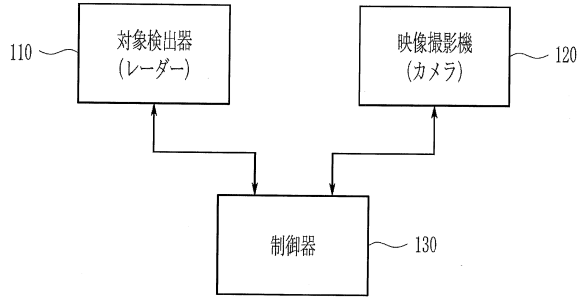 110
対象検出器
(レーダー)
映像撮影機
(カメラ)
120
制御器
130